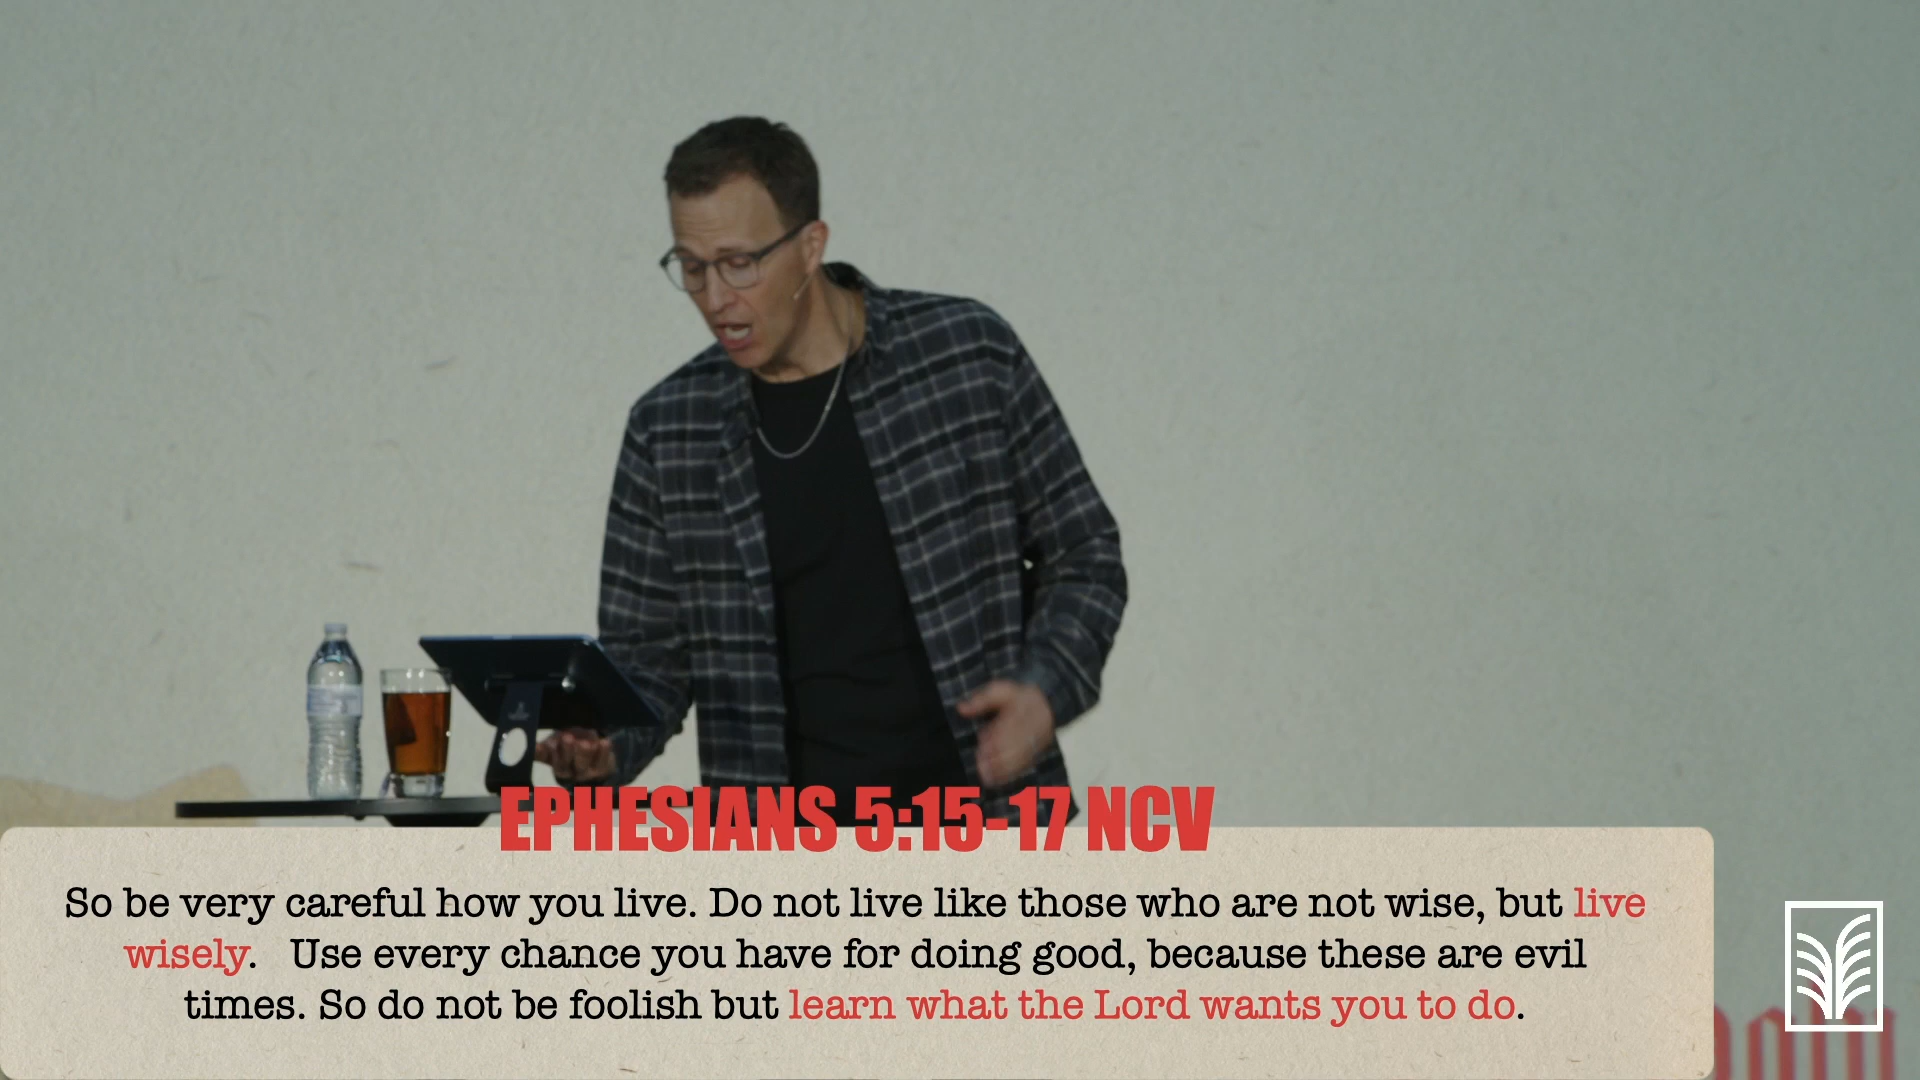 EPHESIANS 5:15-17 NCV
So be very careful how you live. Do not live like those who are not wise, but live
wisely. Use every chance you have for doing good, because these are evil
times. So do not be foolish but learn what the Lord wants you to do.